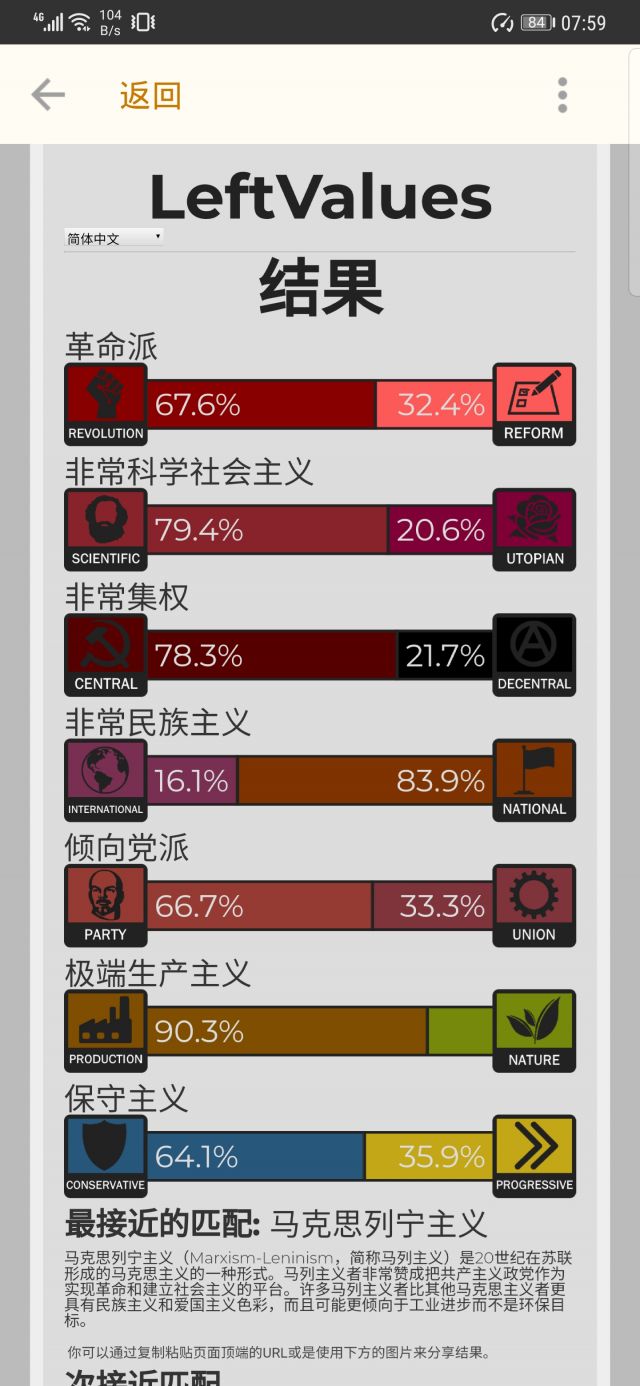 4G 104 B/s 84 07:59
返回
LeftValues
简体中文
结果
革命派
REVOLUTION 67.6% 32.4% REFORM
非常科学社会主义
SCIENTIFIC 79.4% 20.6% UTOPIAN
非常集权
CENTRAL 78.3% 21.7% DECENTRAL
非常民族主义
INTERNATIONAL 16.1% 83.9% NATIONAL
倾向党派
PARTY 66.7% 33.3% UNION
极端生产主义
PRODUCTION 90.3% NATURE
保守主义
CONSERVATIVE 64.1% 35.9% PROGRESSIVE
最接近的匹配: 马克思列宁主义
马克思列宁主义（Marxism-Leninism，简称马列主义）是20世纪在苏联
形成的马克思主义的一种形式。马列主义者非常赞成把共产主义政党作为
实现革命和建立社会主义的平台。许多马列主义者比其他马克思主义者更
具有民族主义和爱国主义色彩，而且可能更倾向于工业进步而不是环保目
标。
你可以通过复制粘贴页面顶端的URL或是使用下方的图片来分享结果。
次接近匹配